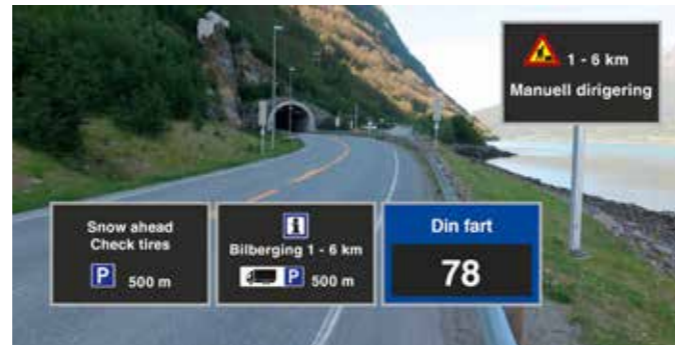 1 - 6 km
Manuell dirigering
Snow ahead
Check tires
P 500 m
i
Bilberging 1 - 6 km
P 500 m
Din fart
78